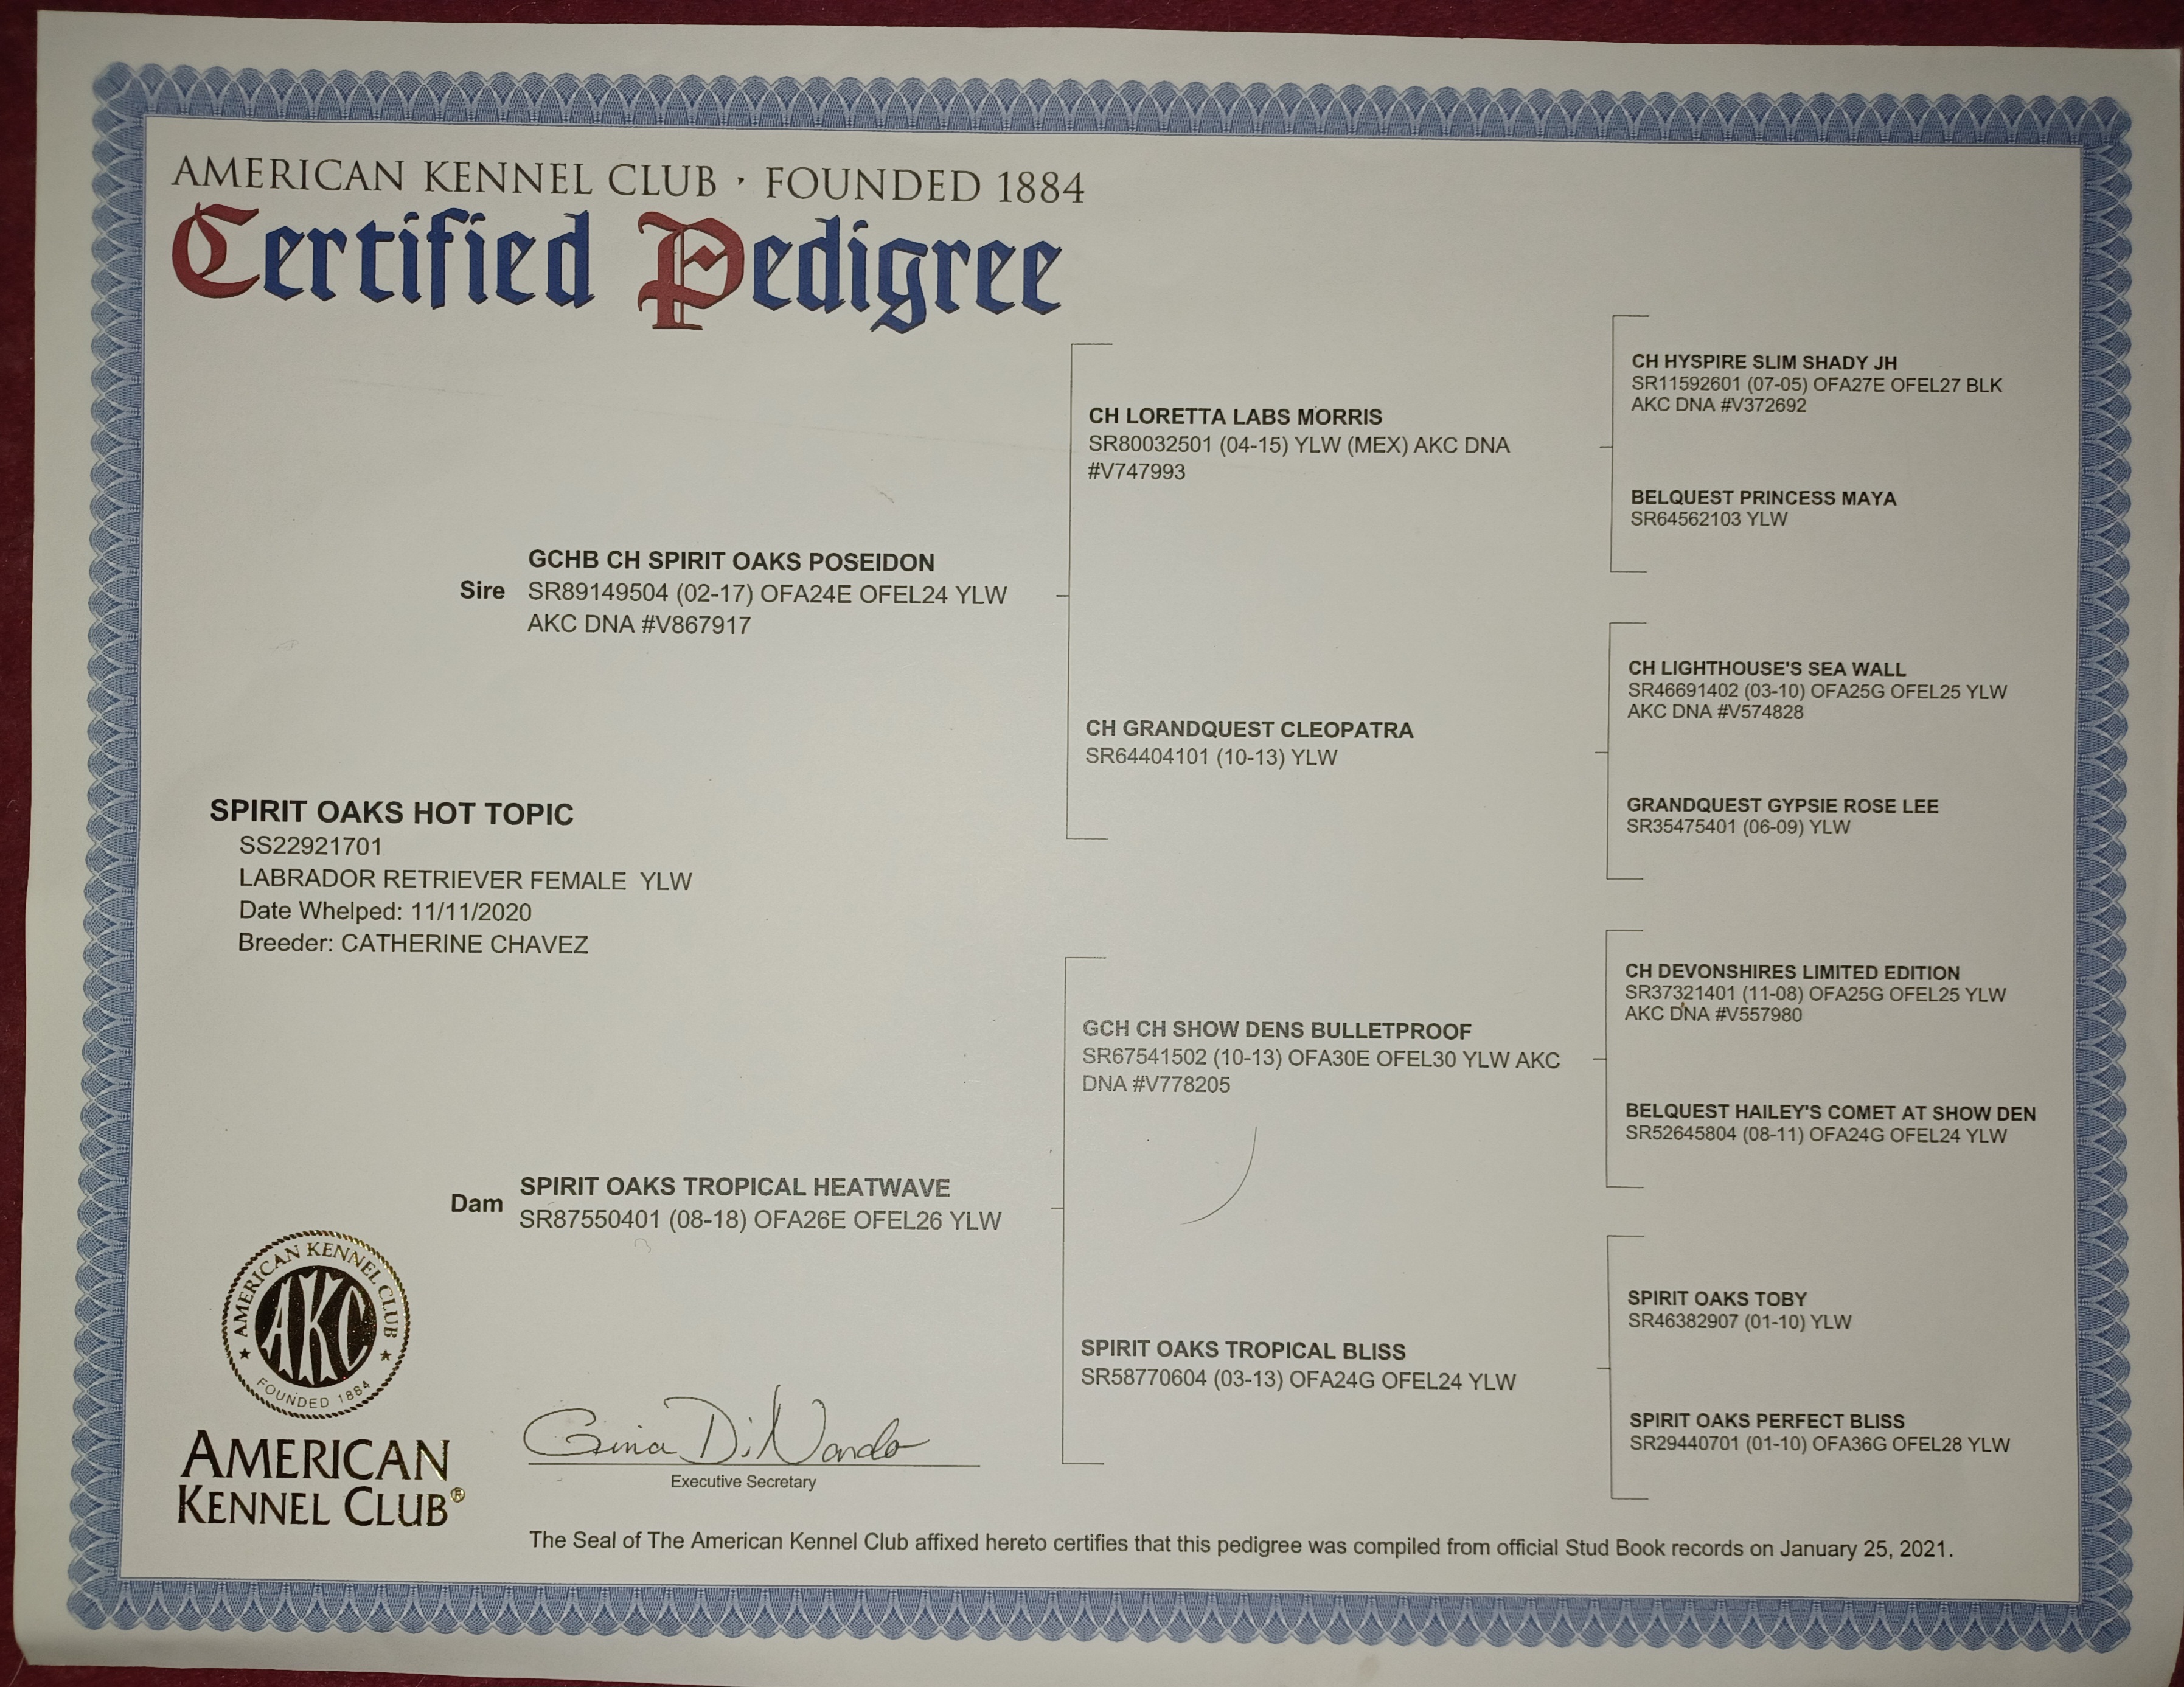 AMERICAN KENNEL CLUB · FOUNDED 1884
Certified Pedigree
CH HYSPIRE SLIM SHADY JH
SR11592601 (07-05) OFA27E OFEL27 BLK
AKC DNA #V372692
CH LORETTA LABS MORRIS
SR80032501 (04-15) YLW (MEX) AKC DNA
#V747993
BELQUEST PRINCESS MAYA
SR64562103 YLW
GCHB CH SPIRIT OAKS POSEIDON
Sire SR89149504 (02-17) OFA24E OFEL24 YLW
AKC DNA #V867917
CH LIGHTHOUSE'S SEA WALL
SR46691402 (03-10) OFA25G OFEL25 YLW
AKC DNA #V574828
CH GRANDQUEST CLEOPATRA
SR64404101 (10-13) YLW
GRANDQUEST GYPSIE ROSE LEE
SR35475401 (06-09) YLW
SPIRIT OAKS HOT TOPIC
SS22921701
LABRADOR RETRIEVER FEMALE YLW
Date Whelped: 11/11/2020
Breeder: CATHERINE CHAVEZ
CH DEVONSHIRES LIMITED EDITION
SR37321401 (11-08) OFA25G OFEL25 YLW
AKC DNA #V557980
GCH CH SHOW DENS BULLETPROOF
SR67541502 (10-13) OFA30E OFEL30 YLW AKC
DNA #V778205
BELQUEST HAILEY'S COMET AT SHOW DEN
SR52645804 (08-11) OFA24G OFEL24 YLW
SPIRIT OAKS TROPICAL HEATWAVE
Dam SR87550401 (08-18) OFA26E OFEL26 YLW
SPIRIT OAKS TOBY
SR46382907 (01-10) YLW
SPIRIT OAKS TROPICAL BLISS
SR58770604 (03-13) OFA24G OFEL24 YLW
SPIRIT OAKS PERFECT BLISS
SR29440701 (01-10) OFA36G OFEL28 YLW
AMERICAN KENNEL CLUB
AKC
FOUNDED 1884
AMERICAN
KENNEL CLUB®
Gina DiNardo
Executive Secretary
The Seal of The American Kennel Club affixed hereto certifies that this pedigree was compiled from official Stud Book records on January 25, 2021.